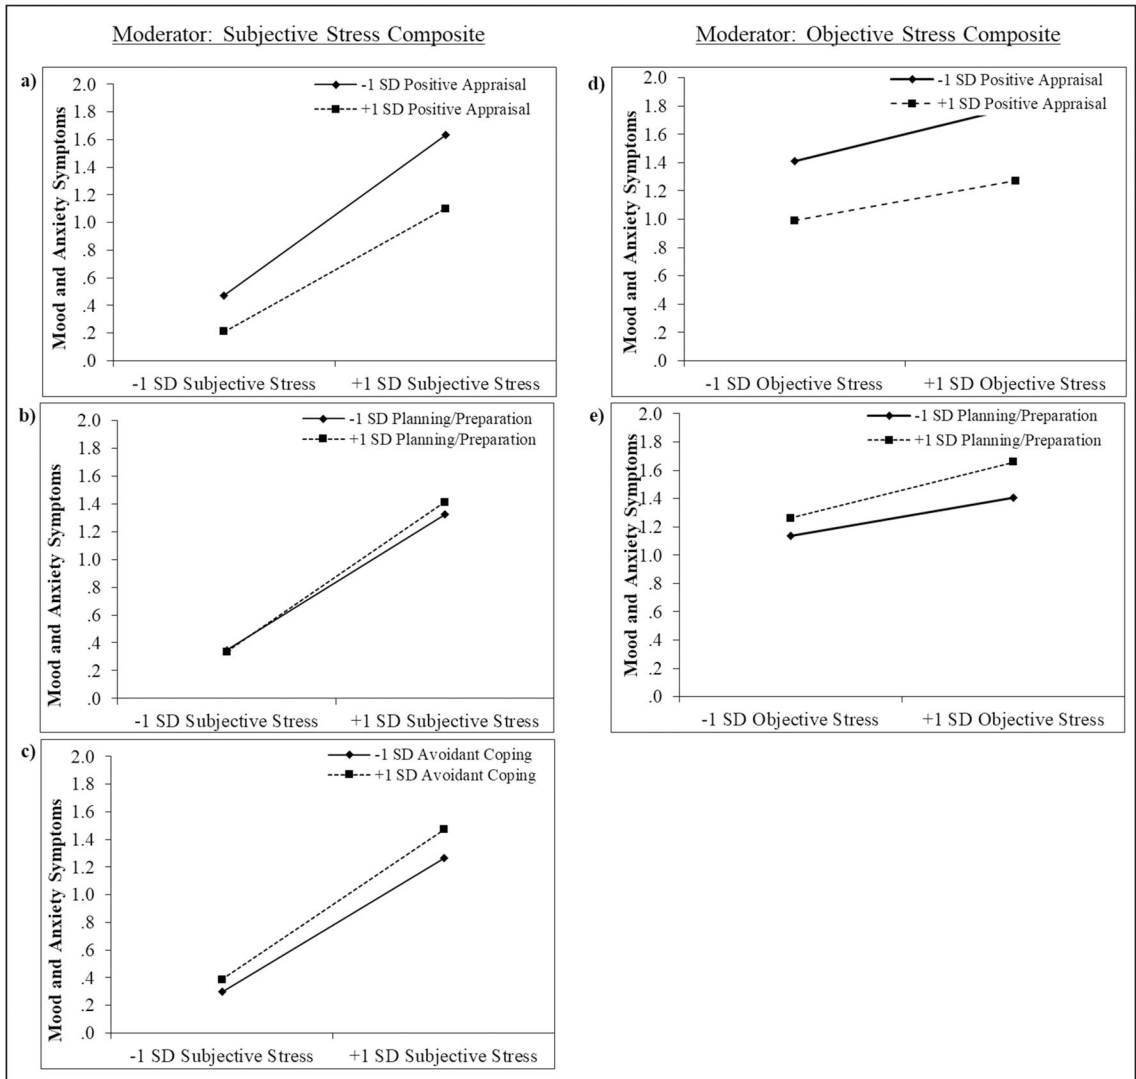 Moderator: Subjective Stress Composite
a)
-1 SD Positive Appraisal
+1 SD Positive Appraisal
Mood and Anxiety Symptoms
2.0
1.8
1.6
1.4
1.2
1.0
.8
.6
.4
.2
.0
-1 SD Subjective Stress +1 SD Subjective Stress
b)
-1 SD Planning/Preparation
+1 SD Planning/Preparation
Mood and Anxiety Symptoms
2.0
1.8
1.6
1.4
1.2
1.0
.8
.6
.4
.2
.0
-1 SD Subjective Stress +1 SD Subjective Stress
c)
-1 SD Avoidant Coping
+1 SD Avoidant Coping
Mood and Anxiety Symptoms
2.0
1.8
1.6
1.4
1.2
1.0
.8
.6
.4
.2
.0
-1 SD Subjective Stress +1 SD Subjective Stress
Moderator: Objective Stress Composite
d)
-1 SD Positive Appraisal
+1 SD Positive Appraisal
Mood and Anxiety Symptoms
2.0
1.8
1.6
1.4
1.2
1.0
.8
.6
.4
.2
.0
-1 SD Objective Stress +1 SD Objective Stress
e)
-1 SD Planning/Preparation
+1 SD Planning/Preparation
Mood and Anxiety Symptoms
2.0
1.8
1.6
1.4
1.2
1.0
.8
.6
.4
.2
.0
-1 SD Objective Stress +1 SD Objective Stress